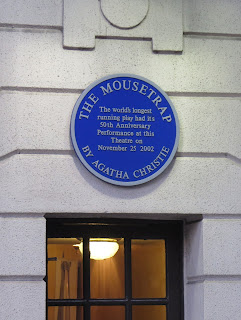 THE MOUSETRAP
The world's longest
running play had its
50th Anniversary
Performance at this
Theatre on
November 25 2002
BY AGATHA CHRISTIE